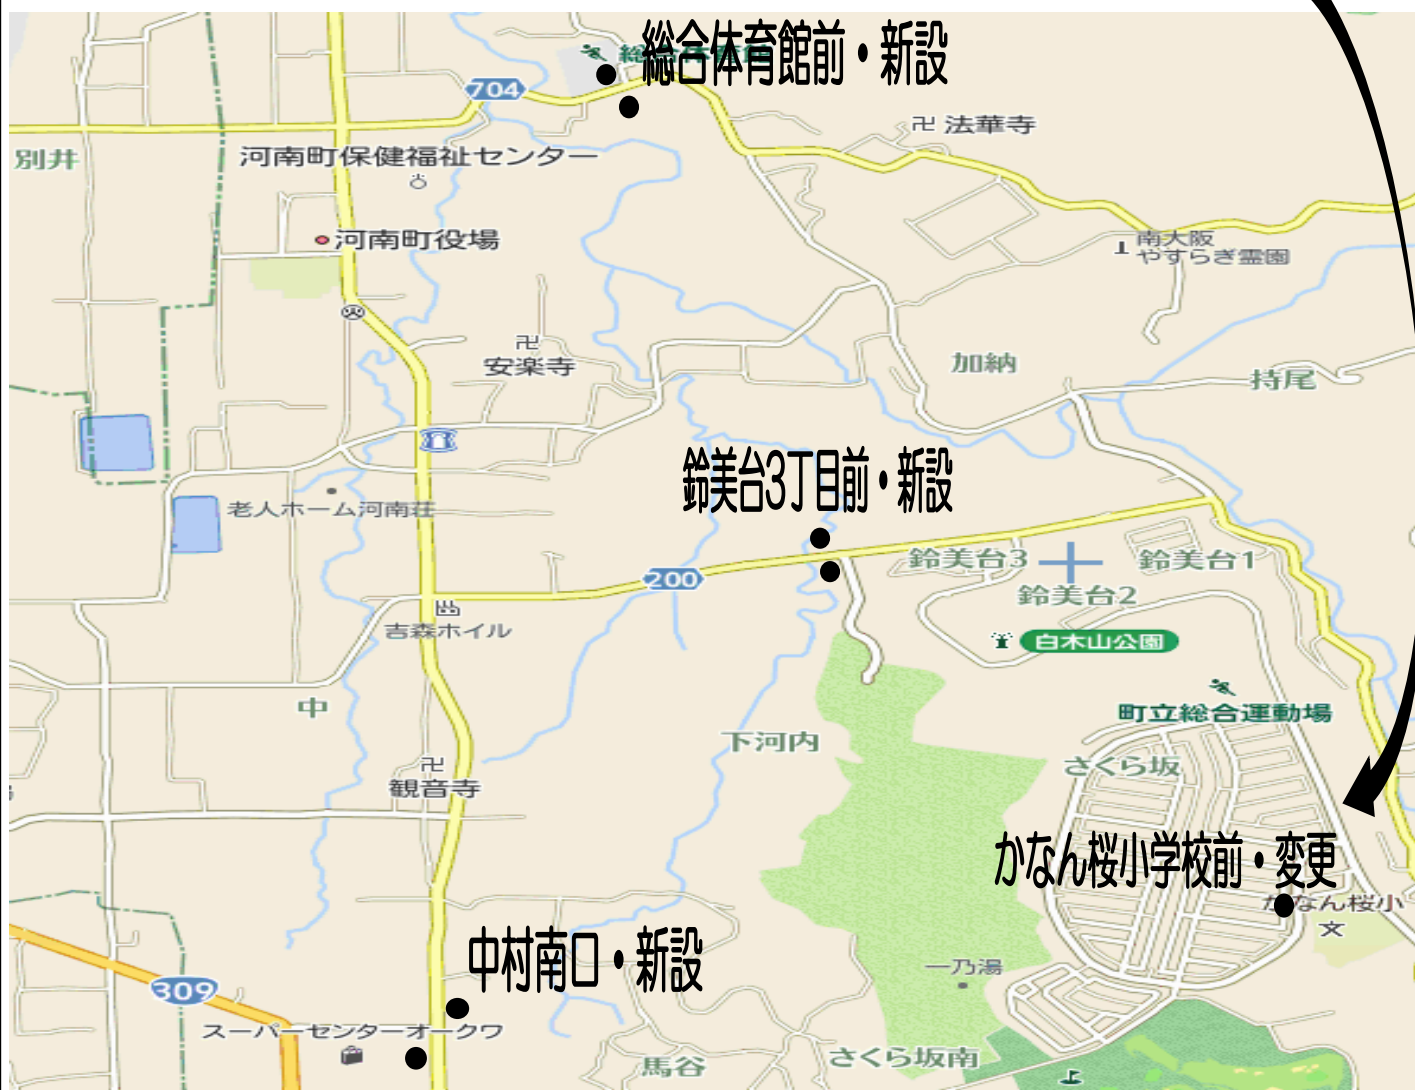 総合体育館前・新設
704
卍 法華寺
別井
河南町保健福祉センター
河南町役場
南大阪
やすらぎ霊園
卍
安楽寺
加納
持尾
鈴美台3丁目前・新設
老人ホーム河南荘
鈴美台3
鈴美台1
200
鈴美台2
吉森ホイル
白木山公園
中
町立総合運動場
下河内
さくら坂
卍
観音寺
かなん桜小学校前・変更
かなん桜小
文
中村南口・新設
一乃湯
309
スーパーセンターオークワ
馬谷
さくら坂南